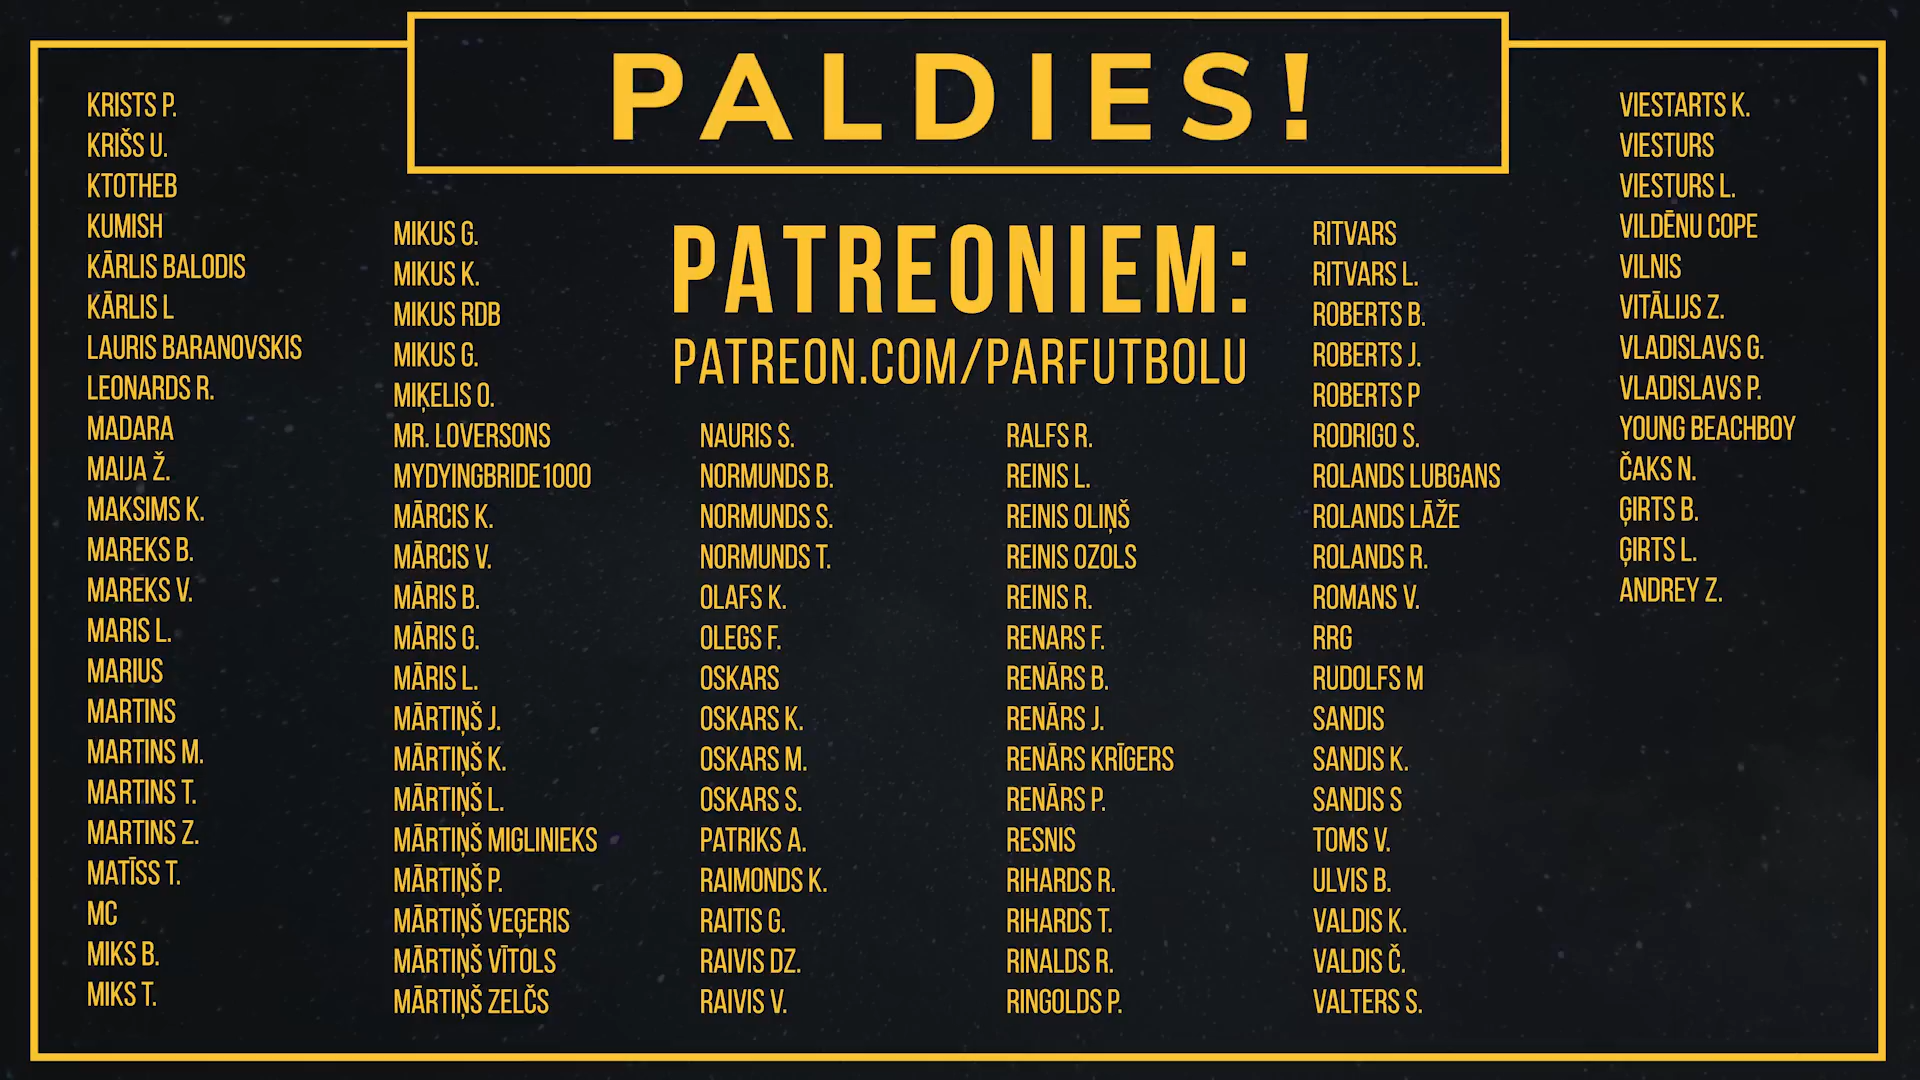 PALDIES!
PATREONIEM:
PATREON.COM/PARFUTBOLU
KRISTS P.
KRIŠS U.
KTOTHEB
KUMISH
KĀRLIS BALODIS
KĀRLIS L
LAURIS BARANOVSKIS
LEONARDS R.
MADARA
MAIJA Ž.
MAKSIMS K.
MAREKS B.
MAREKS V.
MARIS L.
MARIUS
MARTINS
MARTINS M.
MARTINS T.
MARTINS Z.
MATĪSS T.
MC
MIKS B.
MIKS T.
MIKUS G.
MIKUS K.
MIKUS RDB
MIKUS G.
MIĶELIS O.
MR. LOVERSONS
MYDYINGBRIDE1000
MĀRCIS K.
MĀRCIS V.
MĀRIS B.
MĀRIS G.
MĀRIS L.
MĀRTIŅŠ J.
MĀRTIŅŠ K.
MĀRTIŅŠ L.
MĀRTIŅŠ MIGLINIEKS
MĀRTIŅŠ P.
MĀRTIŅŠ VEĢERIS
MĀRTIŅŠ VĪTOLS
MĀRTIŅŠ ZELČS
NAURIS S.
NORMUNDS B.
NORMUNDS S.
NORMUNDS T.
OLAFS K.
OLEGS F.
OSKARS
OSKARS K.
OSKARS M.
OSKARS S.
PATRIKS A.
RAIMONDS K.
RAITIS G.
RAIVIS DZ.
RAIVIS V.
RALFS R.
REINIS L.
REINIS OLIŅŠ
REINIS OZOLS
REINIS R.
RENARS F.
RENĀRS B.
RENĀRS J.
RENĀRS KRĪGERS
RENĀRS P.
RESNIS
RIHARDS R.
RIHARDS T.
RINALDS R.
RINGOLDS P.
RITVARS
RITVARS L.
ROBERTS B.
ROBERTS J.
ROBERTS P
RODRIGO S.
ROLANDS LUBGANS
ROLANDS LĀŽE
ROLANDS R.
ROMANS V.
RRG
RUDOLFS M
SANDIS
SANDIS K.
SANDIS S
TOMS V.
ULVIS B.
VALDIS K.
VALDIS Č.
VALTERS S.
VIESTARTS K.
VIESTURS
VIESTURS L.
VILDĒNU COPE
VILNIS
VITĀLIJS Z.
VLADISLAVS G.
VLADISLAVS P.
YOUNG BEACHBOY
ČAKS N.
ĢIRTS B.
ĢIRTS L.
ANDREY Z.